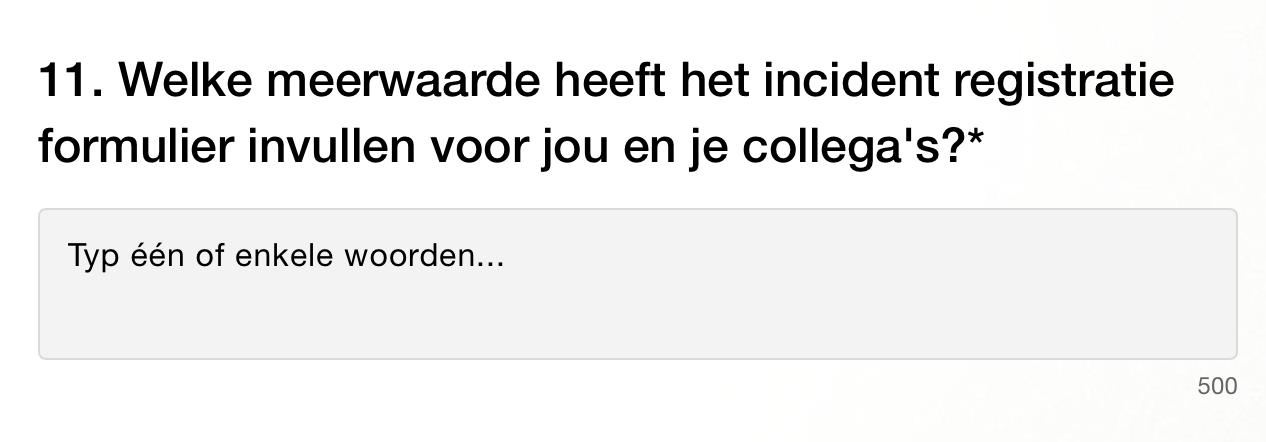 11. Welke meerwaarde heeft het incident registratie
formulier invullen voor jou en je collega's?*
Typ één of enkele woorden...
500